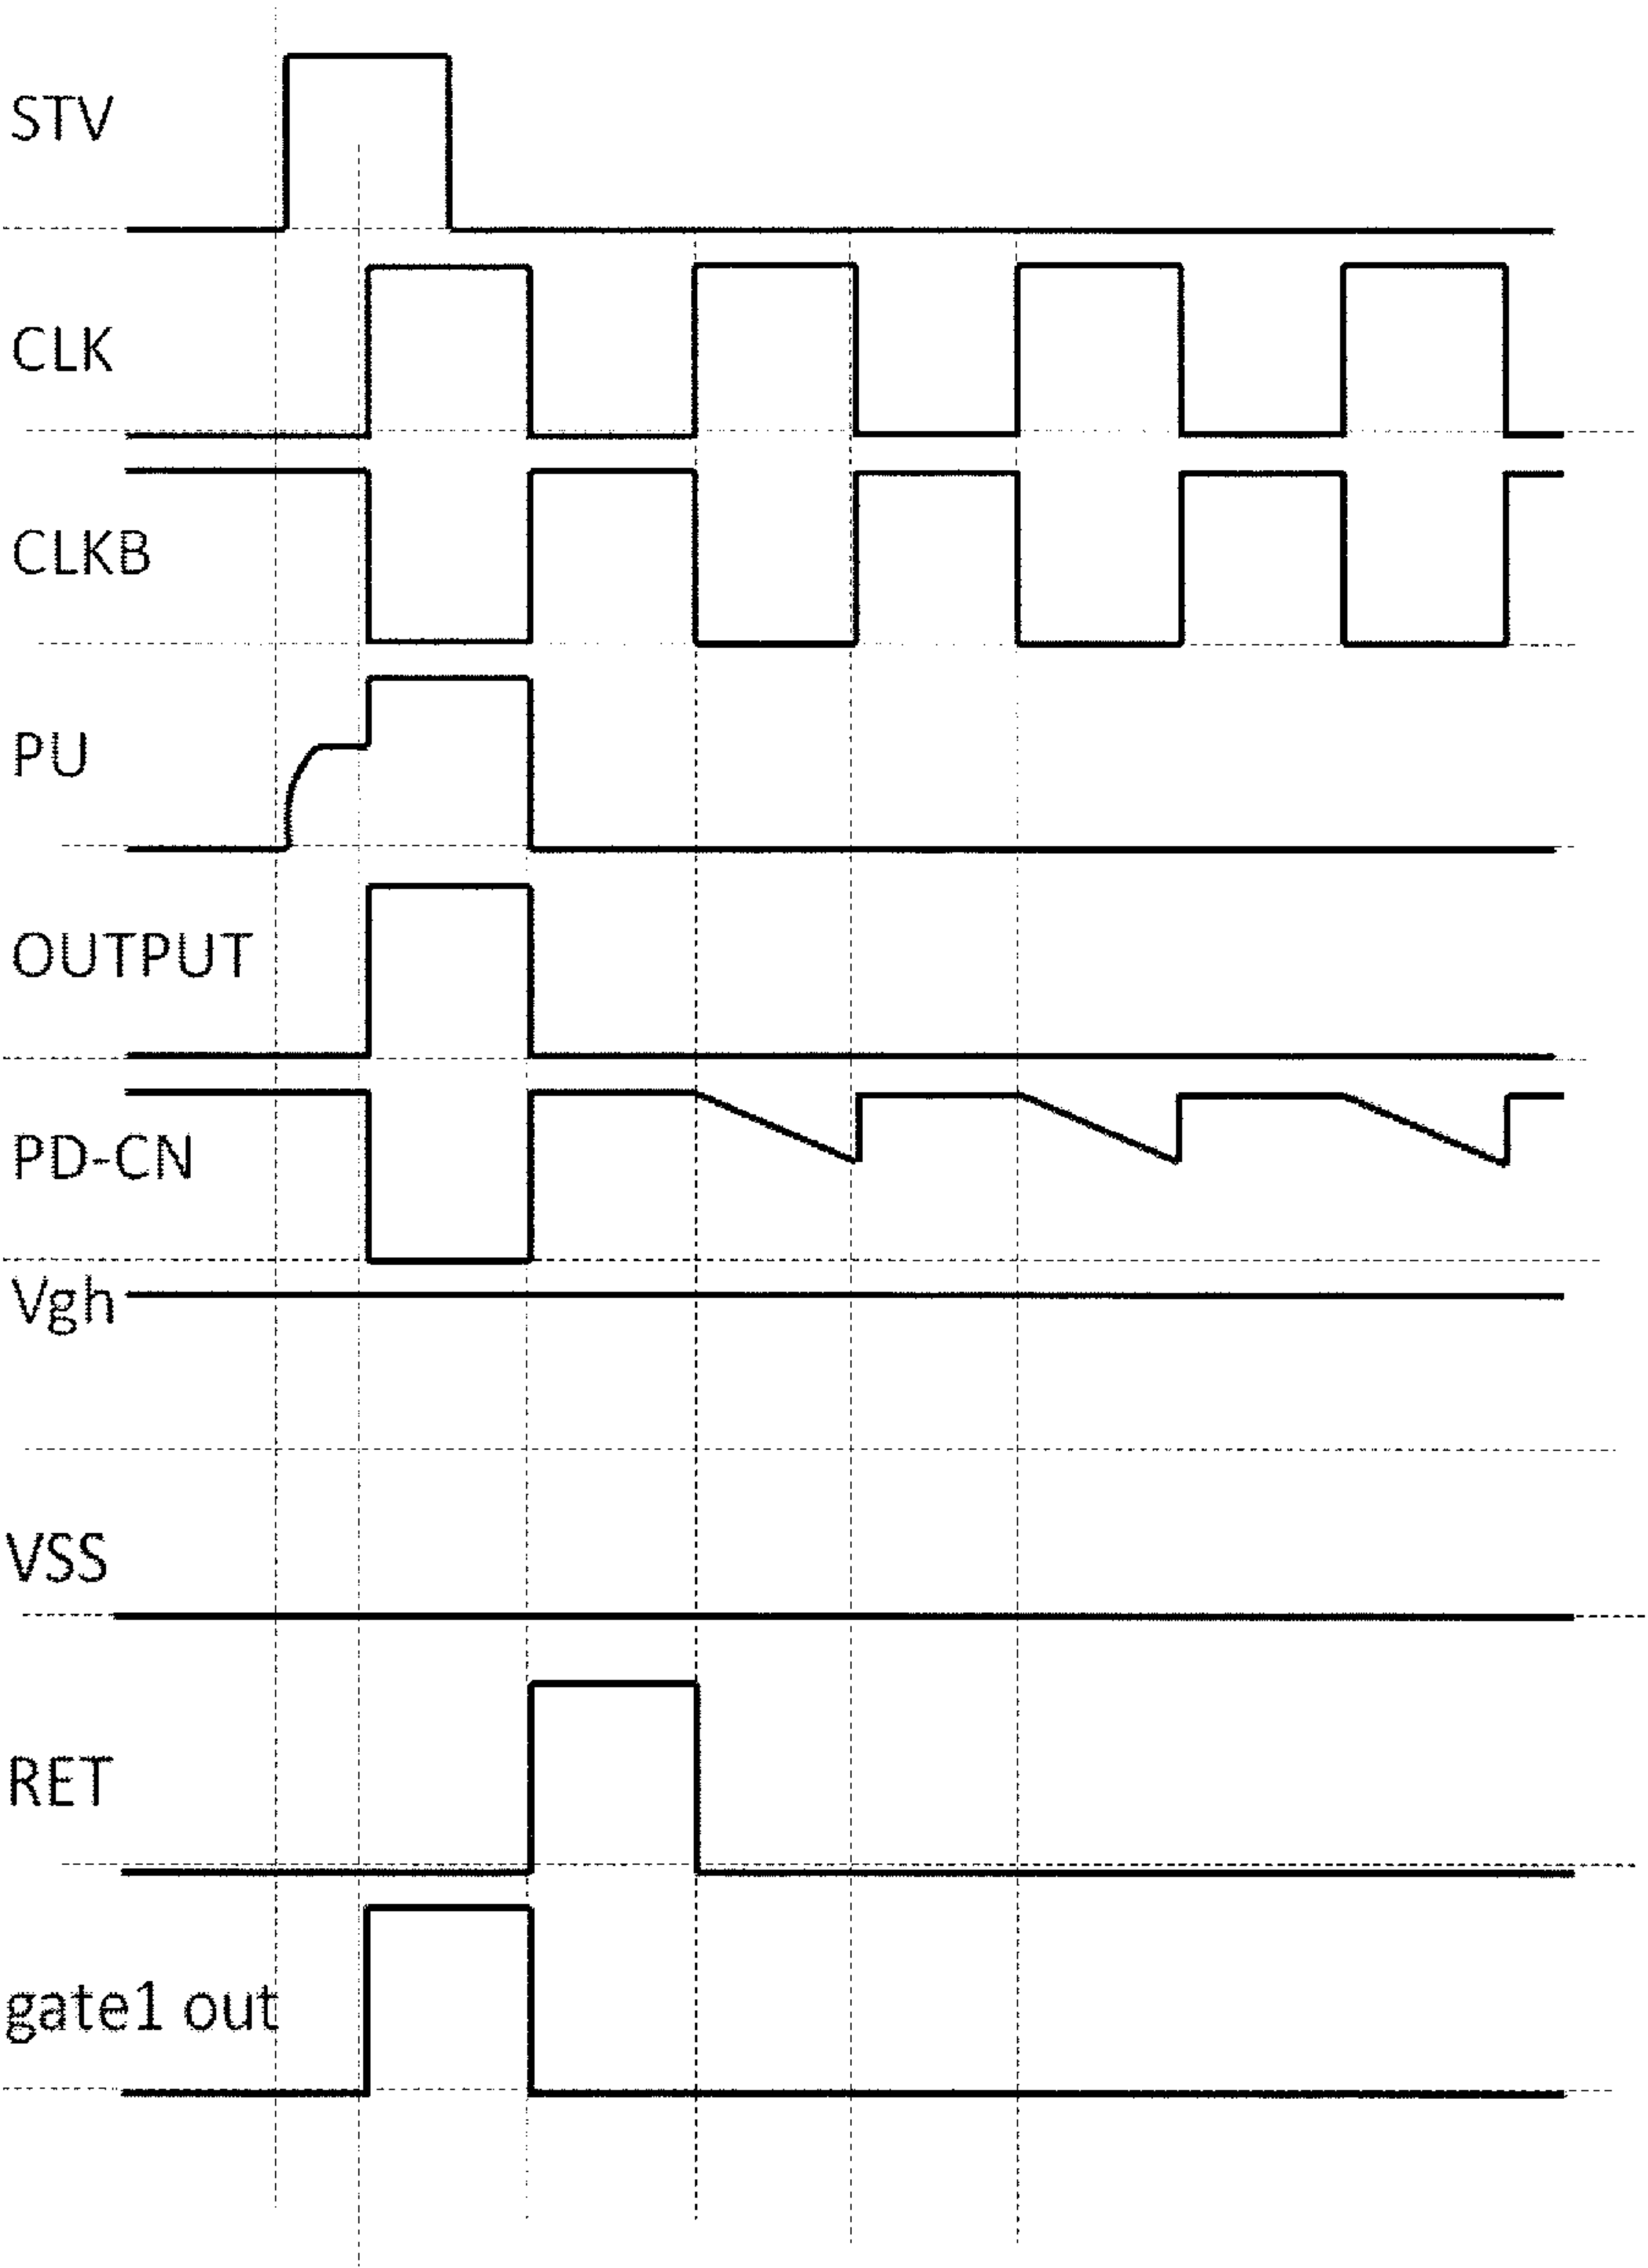 STV
CLK
CLKB
PU
OUTPUT
PD-CN
Vgh
VSS
RET
gate1 out